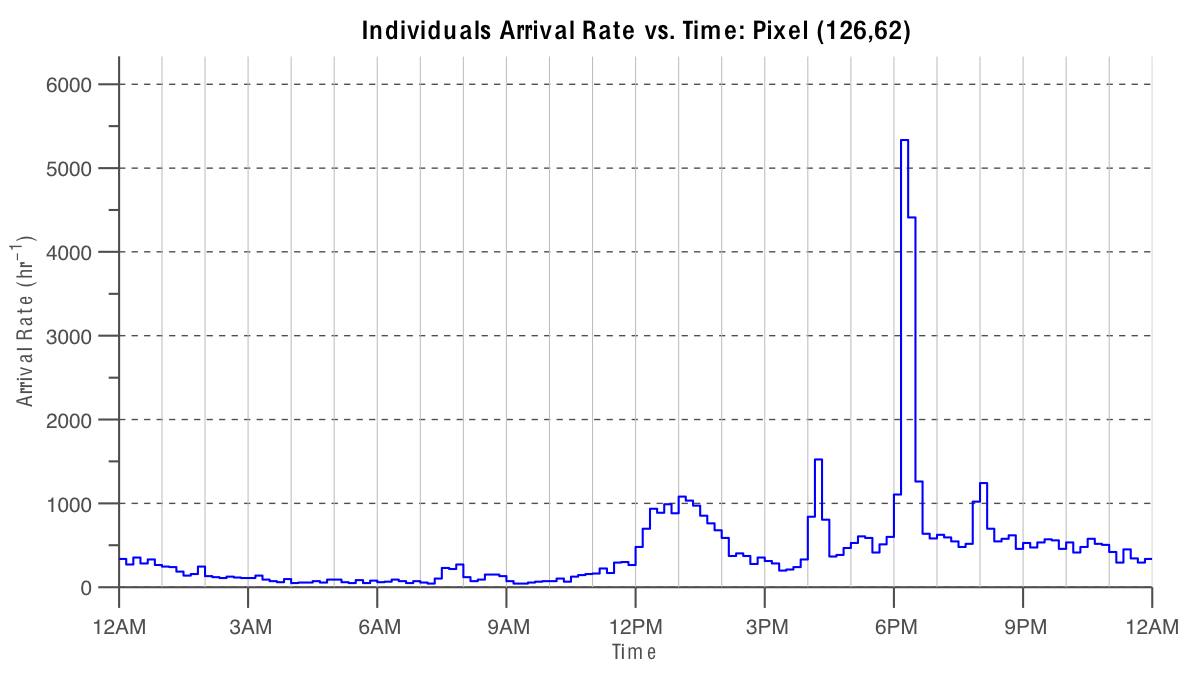 Individuals Arrival Rate vs. Time: Pixel (126,62)
6000
5000
4000
3000
2000
1000
0
Arrival Rate (hr⁻¹)
12AM 3AM 6AM 9AM 12PM 3PM 6PM 9PM 12AM
Time